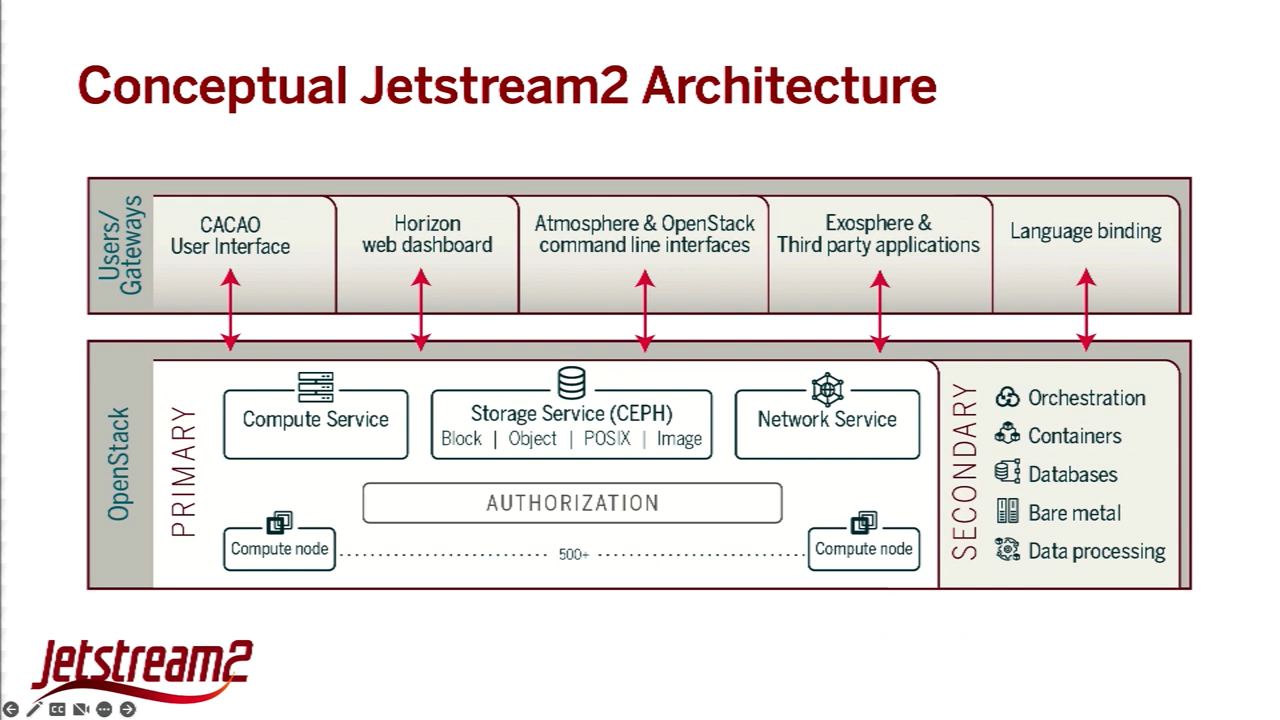 Conceptual Jetstream2 Architecture
Users/
Gateways
CACAO
User Interface
Horizon
web dashboard
Atmosphere & OpenStack
command line interfaces
Exosphere &
Third party applications
Language binding
OpenStack
PRIMARY
Compute Service
Storage Service (CEPH)
Block | Object | POSIX | Image
Network Service
AUTHORIZATION
Compute node
500+
Compute node
SECONDARY
Orchestration
Containers
Databases
Bare metal
Data processing
Jetstream2
CC